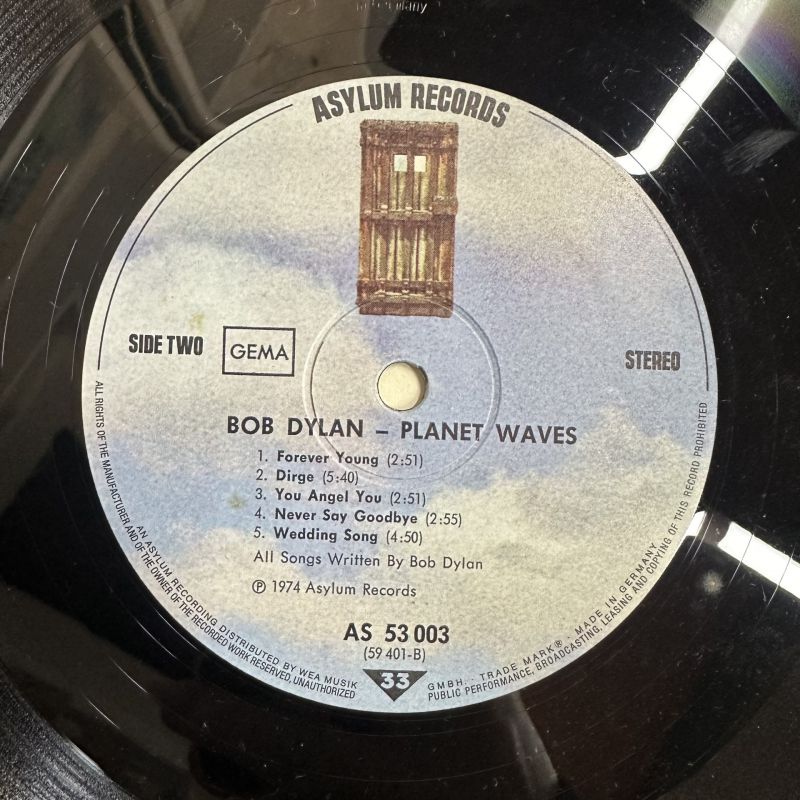 ASYLUM RECORDS
SIDE TWO
GEMA
STEREO
BOB DYLAN – PLANET WAVES
1. Forever Young (2:51)
2. Dirge (5:40)
3. You Angel You (2:51)
4. Never Say Goodbye (2:55)
5. Wedding Song (4:50)
All Songs Written By Bob Dylan
℗ 1974 Asylum Records
AS 53 003
(59 401-B)
33
AN ASYLUM RECORDING DISTRIBUTED BY WEA MUSIK GMBH. · TRADE MARK® · MADE IN GERMANY
ALL RIGHTS OF THE MANUFACTURER AND OF THE OWNER OF THE RECORDED WORK RESERVED, UNAUTHORIZED PUBLIC PERFORMANCE, BROADCASTING, LEASING AND COPYING OF THIS RECORD PROHIBITED